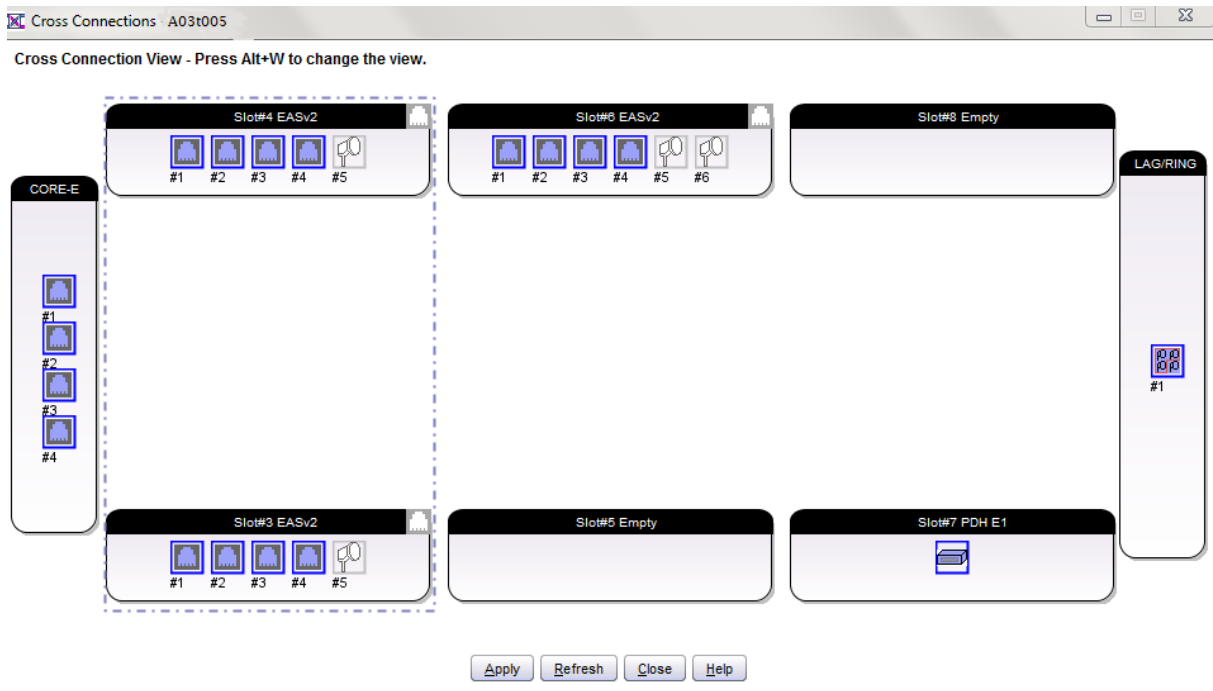 Cross Connections A03t005
Cross Connection View - Press Alt+W to change the view.
Slot#4 EASv2
#1 #2 #3 #4 #5
Slot#6 EASv2
#1 #2 #3 #4 #5 #6
Slot#8 Empty
LAG/RING
#1
CORE-E
#1
#2
#3
#4
Slot#3 EASv2
#1 #2 #3 #4 #5
Slot#5 Empty
Slot#7 PDH E1
Apply Refresh Close Help